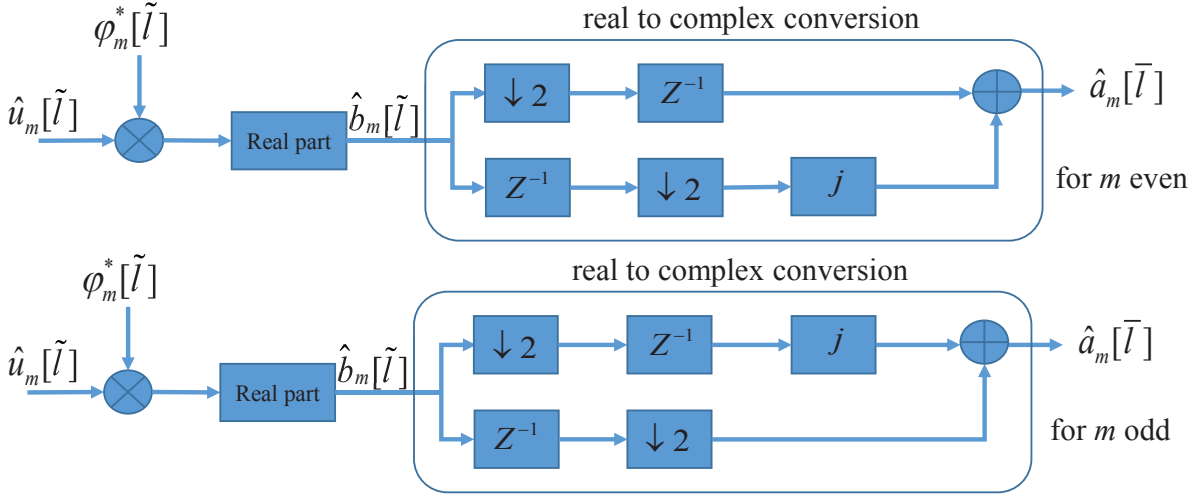 real to complex conversion
φ*ₘ[l̃]
ûₘ[l̃]
Real part
b̂ₘ[l̃]
↓ 2
Z⁻¹
âₘ[l̅]
Z⁻¹
↓ 2
j
for m even
real to complex conversion
φ*ₘ[l̃]
ûₘ[l̃]
Real part
b̂ₘ[l̃]
↓ 2
Z⁻¹
j
âₘ[l̅]
Z⁻¹
↓ 2
for m odd